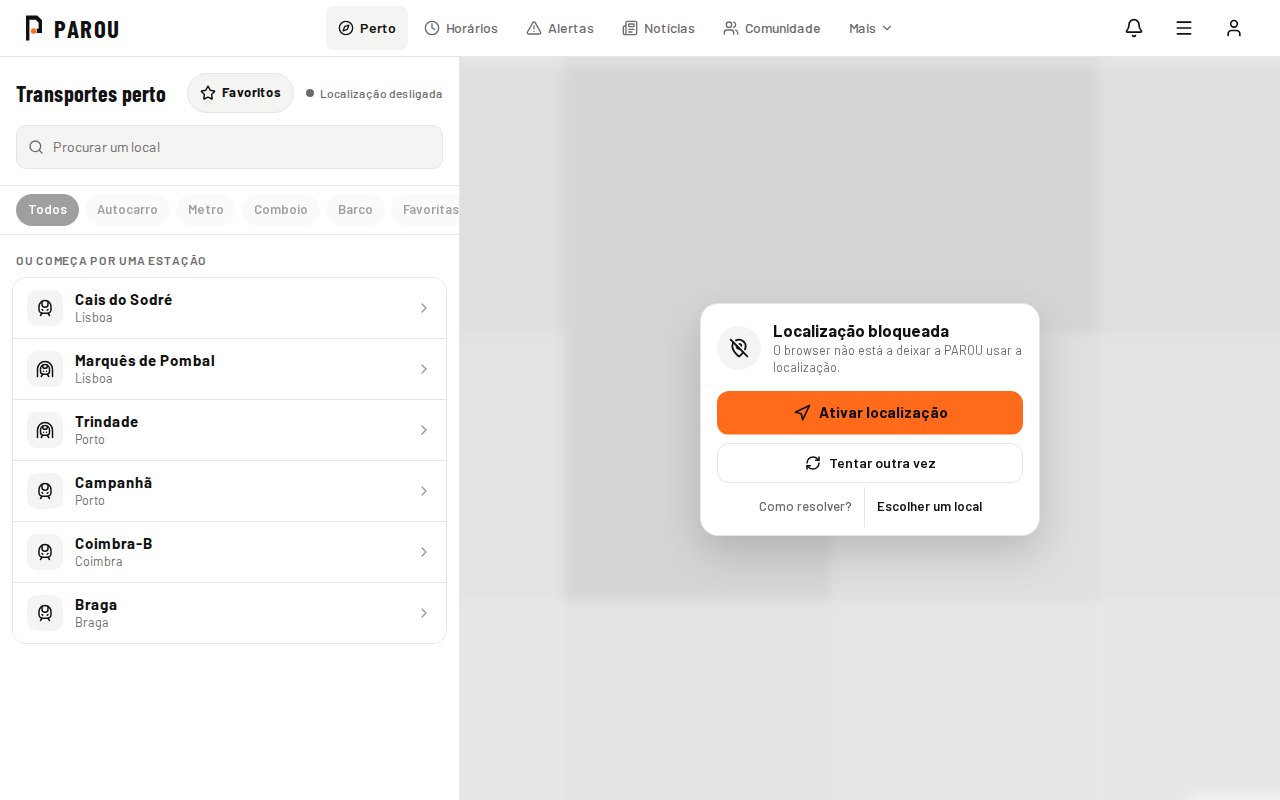 PAROU
Perto
Horários
Alertas
Notícias
Comunidade
Mais
Transportes perto
Favoritos
Localização desligada
Procurar um local
Todos
Autocarro
Metro
Comboio
Barco
Favoritas
OU COMEÇA POR UMA ESTAÇÃO
Cais do Sodré
Lisboa
Marquês de Pombal
Lisboa
Trindade
Porto
Campanhã
Porto
Coimbra-B
Coimbra
Braga
Braga
Localização bloqueada
O browser não está a deixar a PAROU usar a
localização.
Ativar localização
Tentar outra vez
Como resolver?
Escolher um local